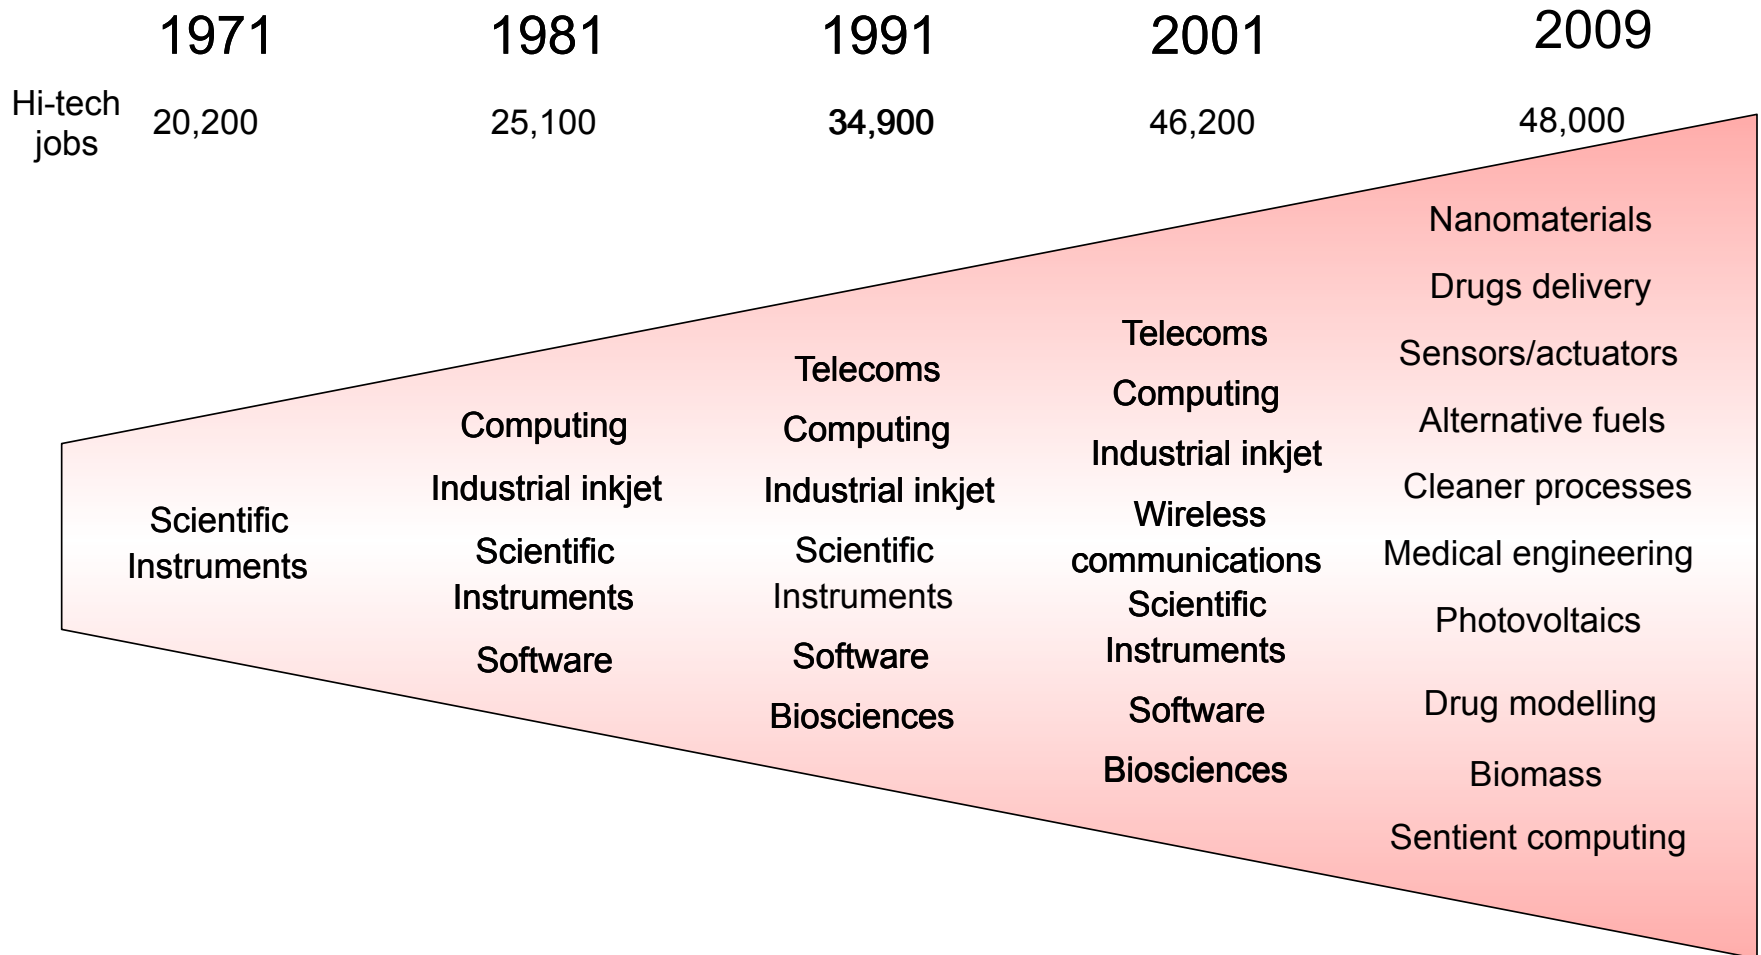 1971 1981 1991 2001 2009
Hi-tech
jobs
20,200 25,100 34,900 46,200 48,000
Scientific
Instruments
Computing
Industrial inkjet
Scientific
Instruments
Software
Telecoms
Computing
Industrial inkjet
Scientific
Instruments
Software
Biosciences
Telecoms
Computing
Industrial inkjet
Wireless
communications
Scientific
Instruments
Software
Biosciences
Nanomaterials
Drugs delivery
Sensors/actuators
Alternative fuels
Cleaner processes
Medical engineering
Photovoltaics
Drug modelling
Biomass
Sentient computing